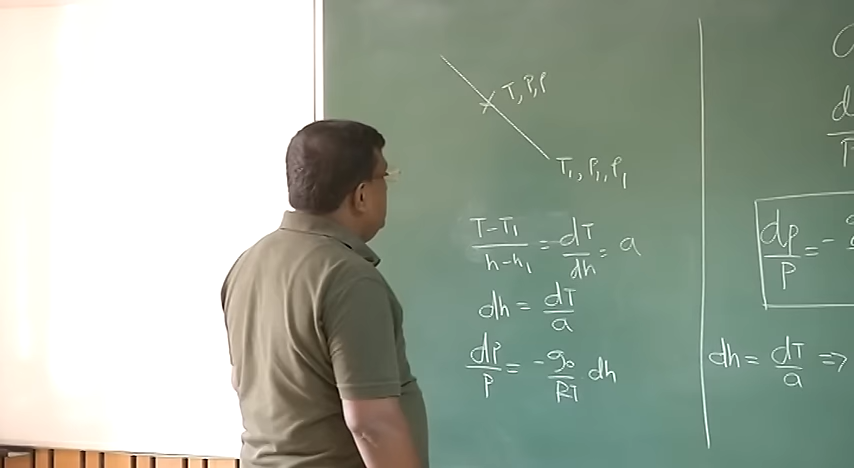 T, P, ρ
T₁, P₁, ρ₁
T-T₁/h-h₁ = dT/dh = a
dh = dT/a
dP/P = -g₀/RT dh
dP/P = -
dh = dT/a ⇒